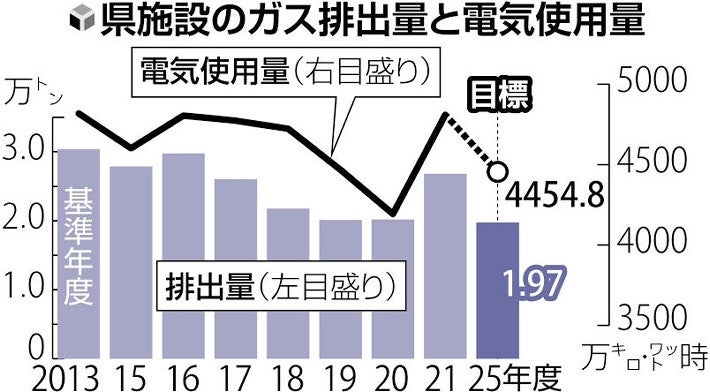 県施設のガス排出量と電気使用量
電気使用量(右目盛り)
万トン
目標
5000
3.0
4500
4454.8
基準年度
2.0
4000
排出量(左目盛り)
1.0
1.97
3500
0
万キロ・ワット時
2013 15 16 17 18 19 20 21 25年度